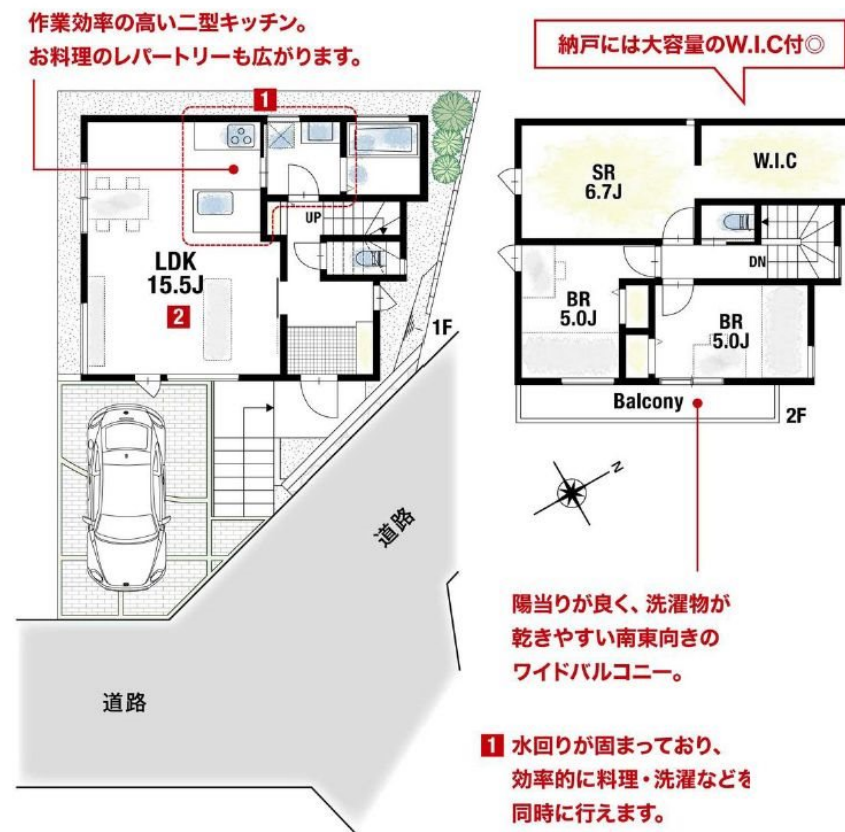 作業効率の高い二型キッチン。
お料理のレパートリーも広がります。
納戸には大容量のW.I.C付◎
1
UP
LDK
15.5J
2
1F
道路
道路
SR
6.7J
W.I.C
DN
BR
5.0J
BR
5.0J
Balcony
2F
N
陽当りが良く、洗濯物が
乾きやすい南東向きの
ワイドバルコニー。
1 水回りが固まっており、
効率的に料理・洗濯などを
同時に行えます。